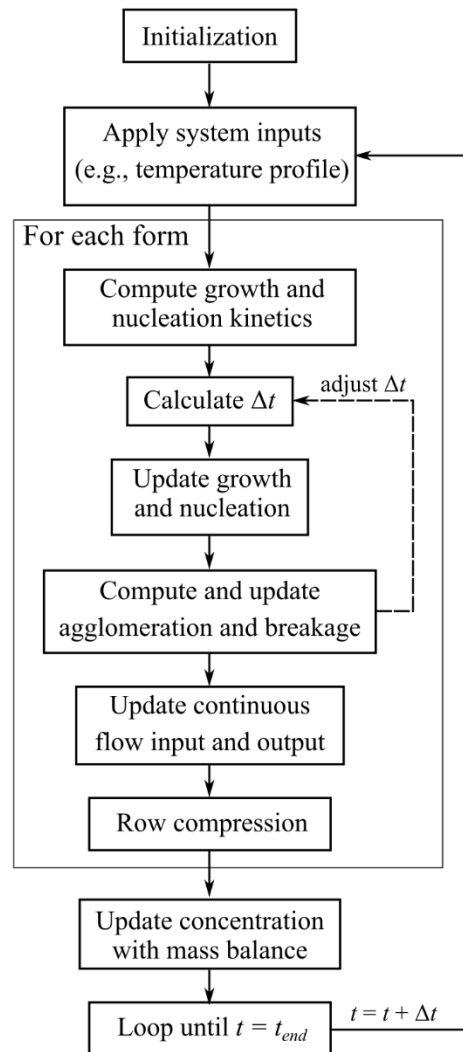 Initialization
Apply system inputs
(e.g., temperature profile)
For each form
Compute growth and
nucleation kinetics
Calculate Δt
adjust Δt
Update growth
and nucleation
Compute and update
agglomeration and breakage
Update continuous
flow input and output
Row compression
Update concentration
with mass balance
Loop until t = t_end
t = t + Δt